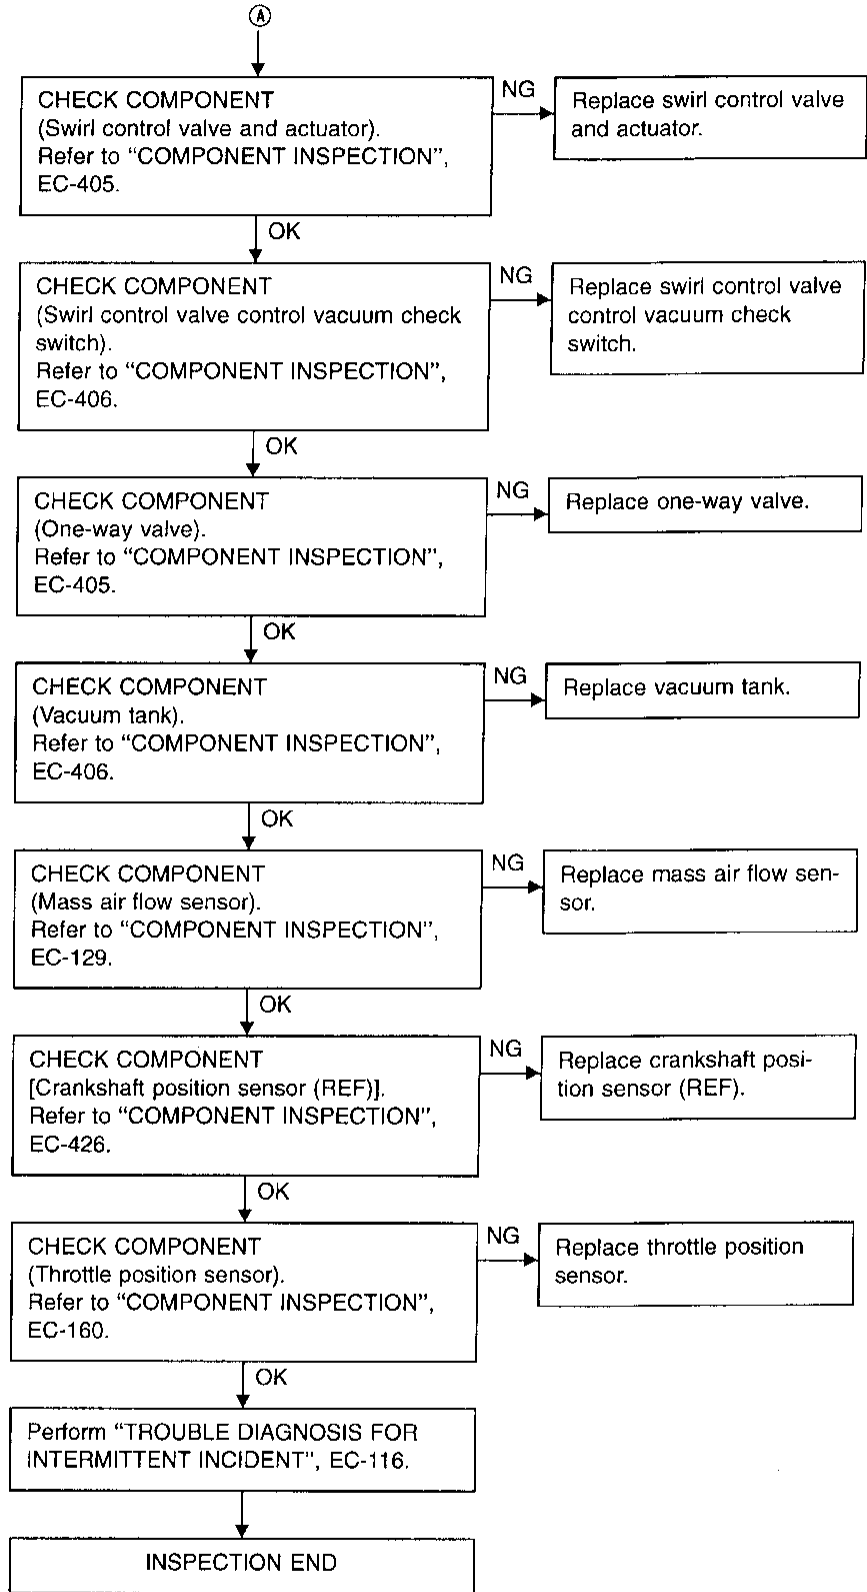 A
CHECK COMPONENT
(Swirl control valve and actuator).
Refer to “COMPONENT INSPECTION”,
EC-405.
NG
Replace swirl control valve
and actuator.
OK
CHECK COMPONENT
(Swirl control valve control vacuum check
switch).
Refer to “COMPONENT INSPECTION”,
EC-406.
NG
Replace swirl control valve
control vacuum check
switch.
OK
CHECK COMPONENT
(One-way valve).
Refer to “COMPONENT INSPECTION”,
EC-405.
NG
Replace one-way valve.
OK
CHECK COMPONENT
(Vacuum tank).
Refer to “COMPONENT INSPECTION”,
EC-406.
NG
Replace vacuum tank.
OK
CHECK COMPONENT
(Mass air flow sensor).
Refer to “COMPONENT INSPECTION”,
EC-129.
NG
Replace mass air flow sen-
sor.
OK
CHECK COMPONENT
[Crankshaft position sensor (REF)].
Refer to “COMPONENT INSPECTION”,
EC-426.
NG
Replace crankshaft posi-
tion sensor (REF).
OK
CHECK COMPONENT
(Throttle position sensor).
Refer to “COMPONENT INSPECTION”,
EC-160.
NG
Replace throttle position
sensor.
OK
Perform “TROUBLE DIAGNOSIS FOR
INTERMITTENT INCIDENT”, EC-116.
INSPECTION END